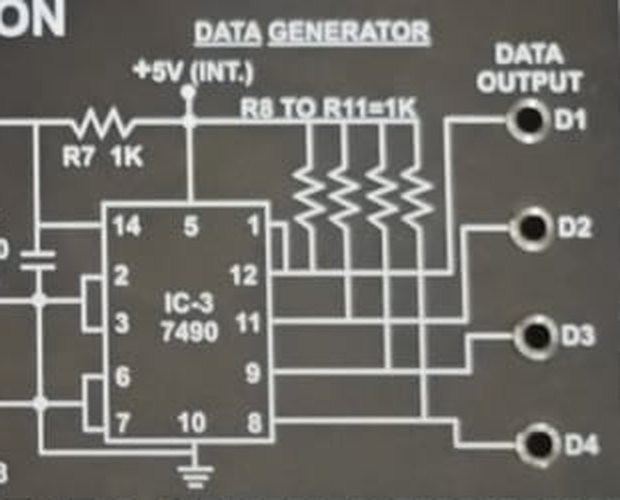 ON
DATA GENERATOR
+5V (INT.)
DATA
OUTPUT
R8 TO R11=1K
D1
R7 1K
14 5 1
D2
0
2 12
IC-3
7490
3 11
D3
6 9
7 10 8
D4